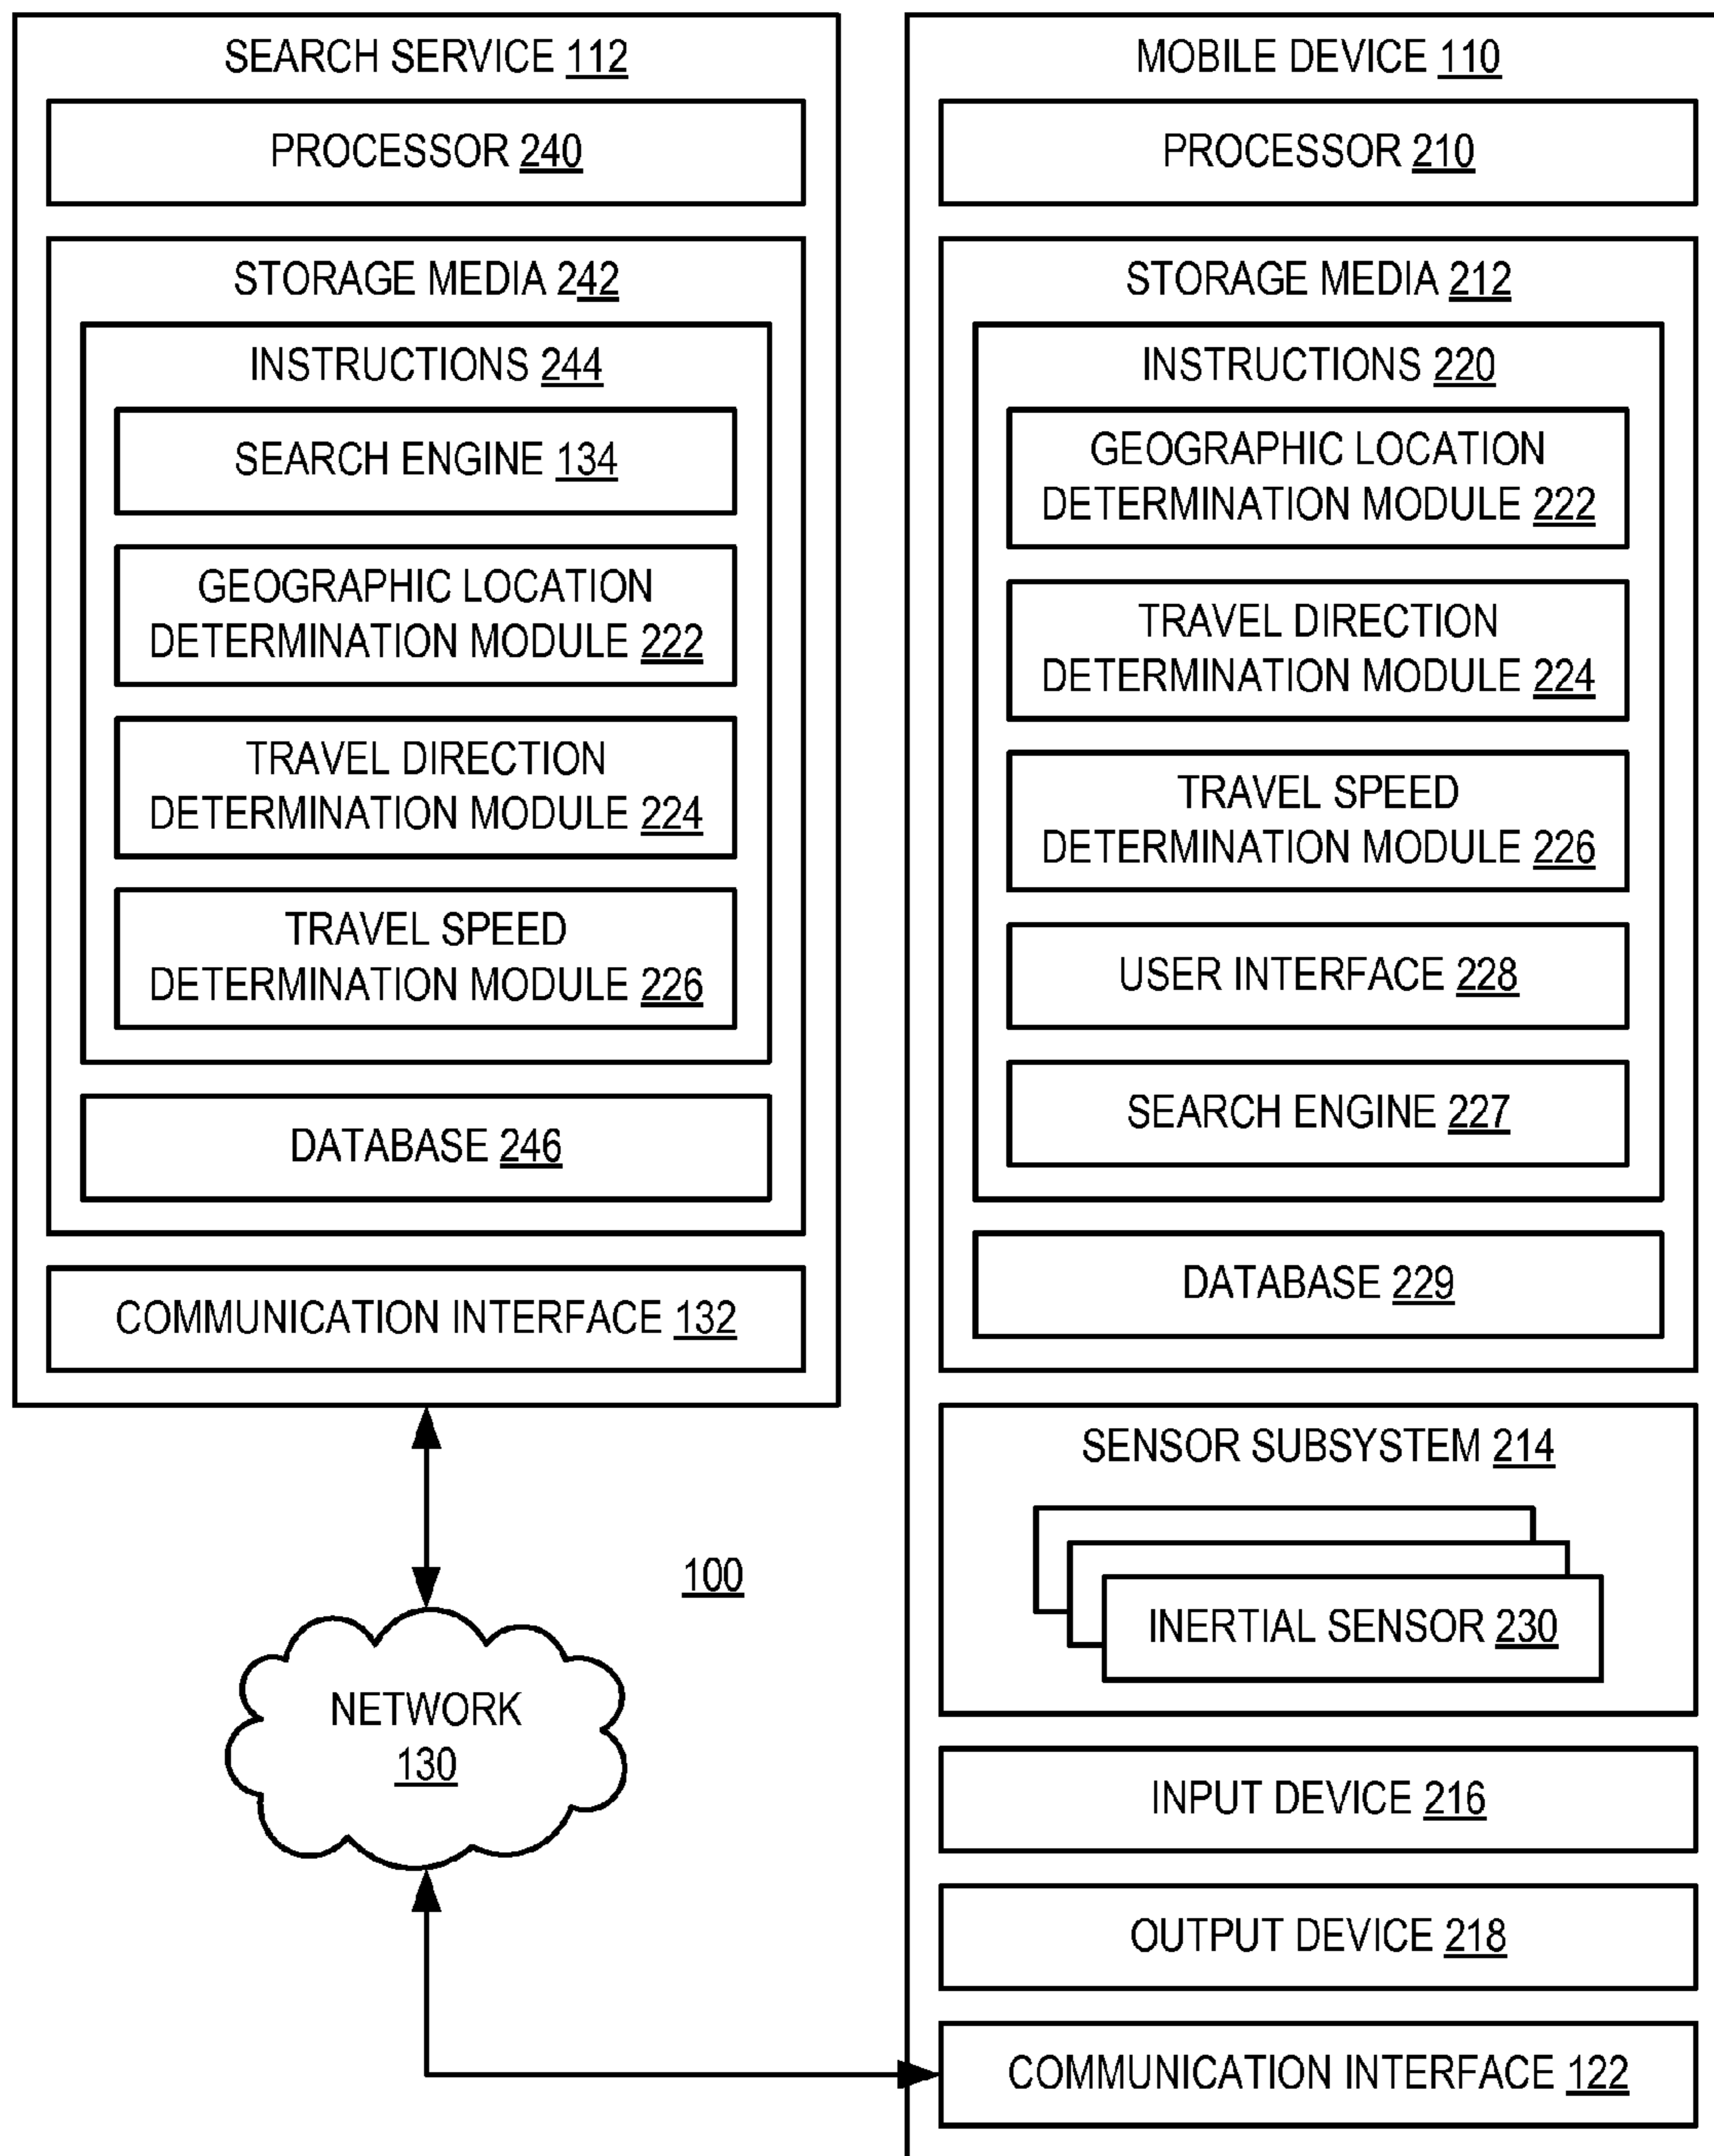 SEARCH SERVICE 112
PROCESSOR 240
STORAGE MEDIA 242
INSTRUCTIONS 244
SEARCH ENGINE 134
GEOGRAPHIC LOCATION
DETERMINATION MODULE 222
TRAVEL DIRECTION
DETERMINATION MODULE 224
TRAVEL SPEED
DETERMINATION MODULE 226
DATABASE 246
COMMUNICATION INTERFACE 132
100
NETWORK
130
MOBILE DEVICE 110
PROCESSOR 210
STORAGE MEDIA 212
INSTRUCTIONS 220
GEOGRAPHIC LOCATION
DETERMINATION MODULE 222
TRAVEL DIRECTION
DETERMINATION MODULE 224
TRAVEL SPEED
DETERMINATION MODULE 226
USER INTERFACE 228
SEARCH ENGINE 227
DATABASE 229
SENSOR SUBSYSTEM 214
INERTIAL SENSOR 230
INPUT DEVICE 216
OUTPUT DEVICE 218
COMMUNICATION INTERFACE 122